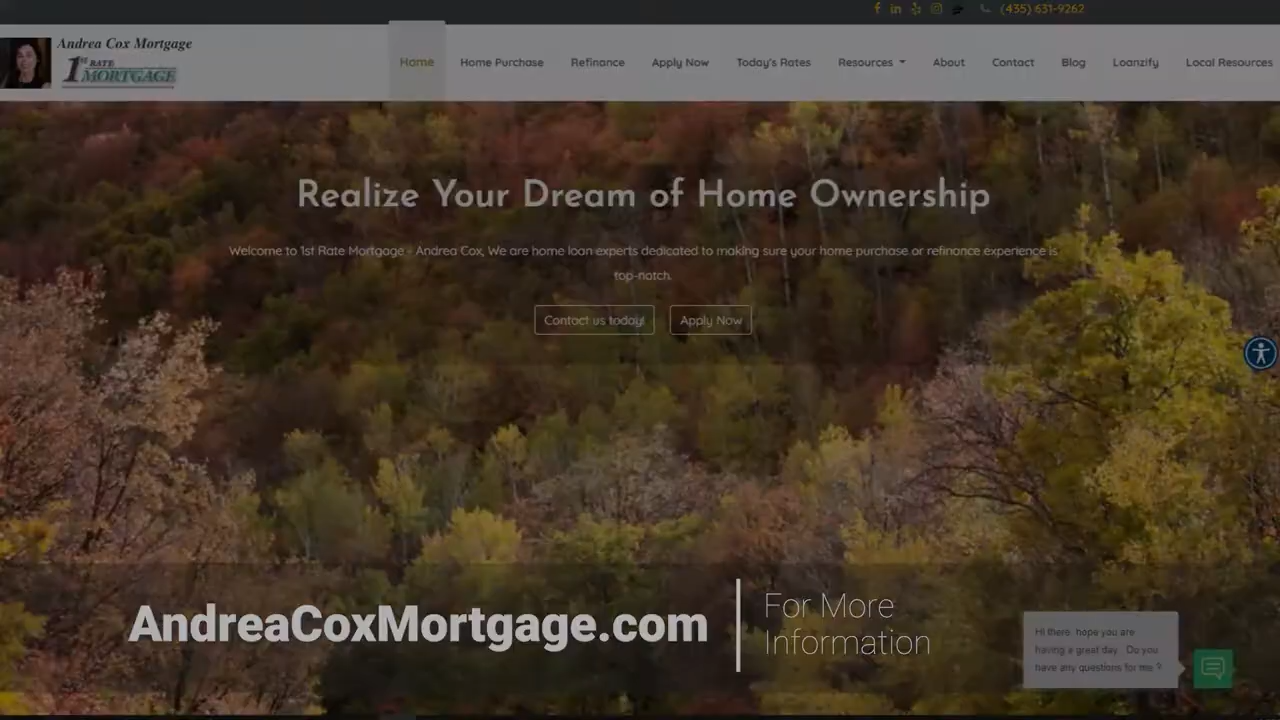 (435) 631-9262
Andrea Cox Mortgage
1ST RATE
MORTGAGE
Home
Home Purchase
Refinance
Apply Now
Today's Rates
Resources
About
Contact
Blog
Loanzify
Local Resources
Realize Your Dream of Home Ownership
Welcome to 1st Rate Mortgage - Andrea Cox, We are home loan experts dedicated to making sure your home purchase or refinance experience is
top-notch.
Contact us today!
Apply Now
AndreaCoxMortgage.com
For More
Information
Hi there, hope you are
having a great day. Do you
have any questions for me ?